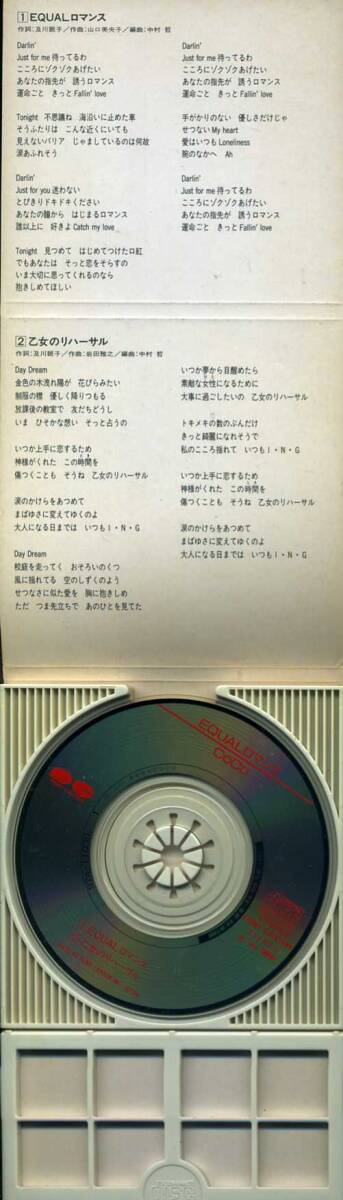 1 EQUALロマンス
作詞：及川眠子／作曲：山口美央子／編曲：中村 哲
Darlin'
Just for me 待ってるわ
こころにゾクゾクあげたい
あなたの指先が 誘うロマンス
運命ごと きっとFallin' love
Tonight 不思議ね 海沿いに止めた車
そうふたりは こんな近くにいても
見えないバリア じゃましているのは何故
涙あふれそう
Darlin'
Just for you 迷わない
とびきりドキドキください
あなたの瞳から はじまるロマンス
誰以上に 好きよ Catch my love
Tonight 見つめて はじめてつけた口紅
でもあなたは そっと恋をそらすの
いま大切に思ってくれるのなら
抱きしめてほしい
Darlin'
Just for me 待ってるわ
こころにゾクゾクあげたい
あなたの指先が 誘うロマンス
運命ごと きっとFallin' love
手がかりのない 優しさだけじゃ
せつない My heart
愛はいつも Loneliness
腕のなかへ Ah
Darlin'
Just for me 待ってるわ
こころにゾクゾクあげたい
あなたの指先が 誘うロマンス
運命ごと きっとFallin' love
2 乙女のリハーサル
作詞：及川眠子／作曲：岩田雅之／編曲：中村 哲
Day Dream
金色の木洩れ陽が 花びらみたい
制服の襟 優しく降りつもる
放課後の教室で 友だちどうし
いま ひそかな想い そっと占うの
いつか上手に恋するため
神様がくれた この時間を
傷つくことも そうね 乙女のリハーサル
涙のかけらをあつめて
まばゆさに変えてゆくのよ
大人になる日までは いつも I・N・G
Day Dream
校庭を走ってく おそろいのくつ
風に揺れてる 空のしずくのよう
せつなさに似た愛を 胸に抱きしめ
ただ つま先立ちで あのひとを見てた
いつか夢から目醒めたら
素敵な女性になるために
大事に過ごしたいの 乙女のリハーサル
トキメキの数のぶんだけ
きっと綺麗になれそうで
私のこころ揺れて いつも I・N・G
いつか上手に恋するため
神様がくれた この時間を
傷つくことも そうね 乙女のリハーサル
涙のかけらをあつめて
まばゆさに変えてゆくのよ
大人になる日までは いつも I・N・G
EQUALロマンス
CoCo
1 EQUALロマンス
2 乙女のリハーサル